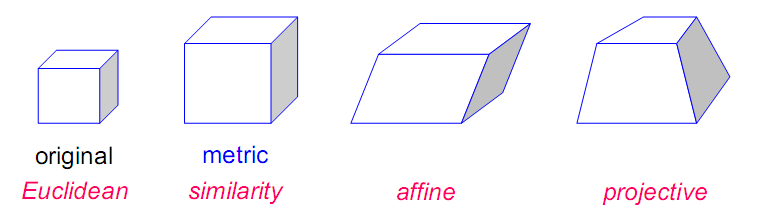 original metric
Euclidean similarity affine projective